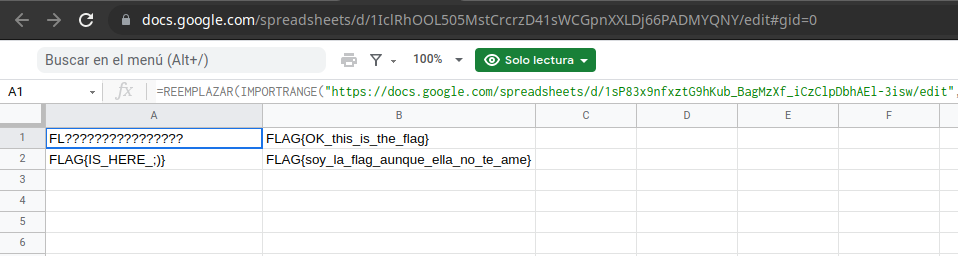 docs.google.com/spreadsheets/d/1IclRhOOL505MstCrcrzD41sWCGpnXXLDj66PADMYQNY/edit#gid=0
Buscar en el menú (Alt+/) 100% Solo lectura
A1 fx =REEMPLAZAR(IMPORTRANGE("https://docs.google.com/spreadsheets/d/1sP83x9nfxztG9hKub_BagMzXf_iCzClpDbhAEl-3isw/edit",
A B C D E F
1 FL???????????????? FLAG{OK_this_is_the_flag}
2 FLAG{IS_HERE_;)} FLAG{soy_la_flag_aunque_ella_no_te_ame}
3
4
5
6